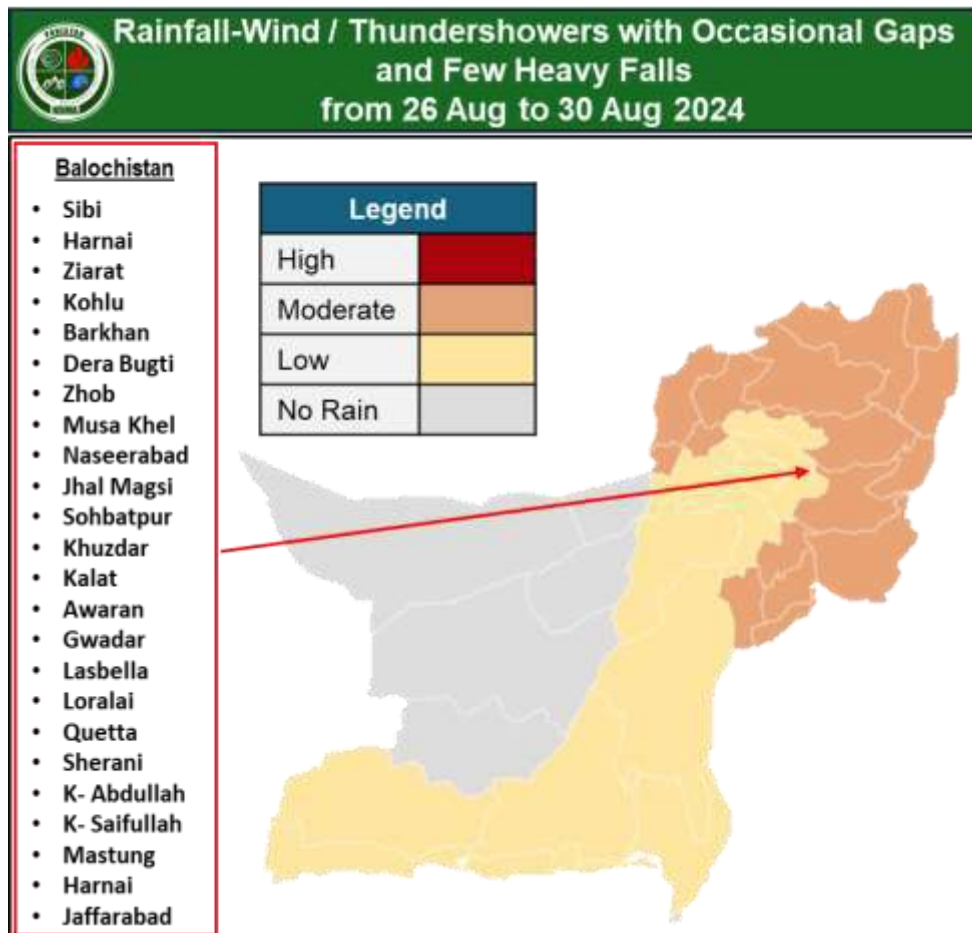 Rainfall-Wind / Thundershowers with Occasional Gaps
and Few Heavy Falls
from 26 Aug to 30 Aug 2024
Balochistan
• Sibi
• Harnai
• Ziarat
• Kohlu
• Barkhan
• Dera Bugti
• Zhob
• Musa Khel
• Naseerabad
• Jhal Magsi
• Sohbatpur
• Khuzdar
• Kalat
• Awaran
• Gwadar
• Lasbella
• Loralai
• Quetta
• Sherani
• K- Abdullah
• K- Saifullah
• Mastung
• Harnai
• Jaffarabad
Legend
High
Moderate
Low
No Rain